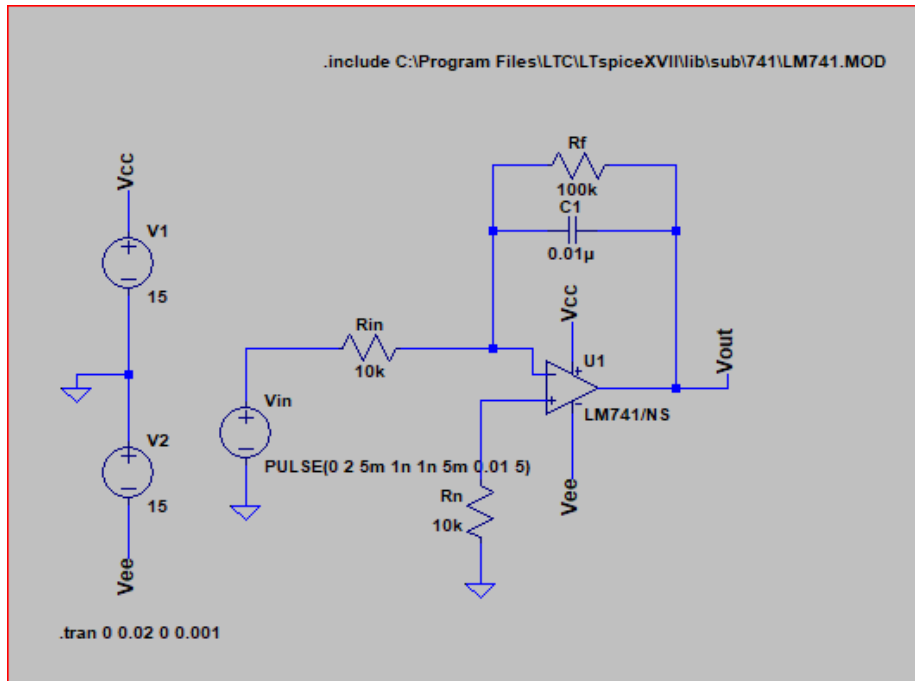 .include C:\Program Files\LTC\LTspiceXVII\lib\sub\741\LM741.MOD
Rf
100k
C1
0.01µ
Vcc
V1
15
Vcc
Rin
10k
U1
Vout
LM741/NS
Vin
PULSE(0 2 5m 1n 1n 5m 0.01 5)
V2
15
Rn
10k
Vee
Vee
.tran 0 0.02 0 0.001